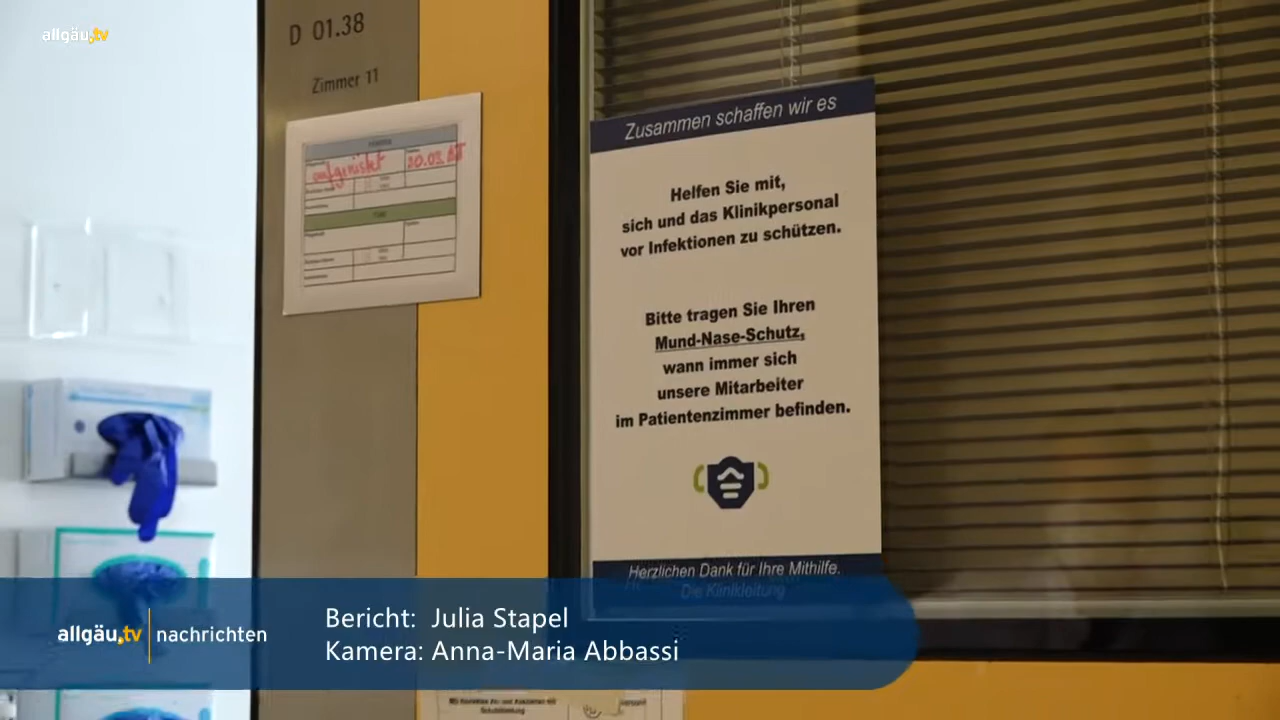 allgäu.tv
D 01.38
Zimmer 11
aufgerüstet
Zusammen schaffen wir es
Helfen Sie mit,
sich und das Klinikpersonal
vor Infektionen zu schützen.
Bitte tragen Sie Ihren
Mund-Nase-Schutz,
wann immer sich
unsere Mitarbeiter
im Patientenzimmer befinden.
Herzlichen Dank für Ihre Mithilfe.
Die Klinikleitung
allgäu.tv nachrichten
Bericht: Julia Stapel
Kamera: Anna-Maria Abbassi